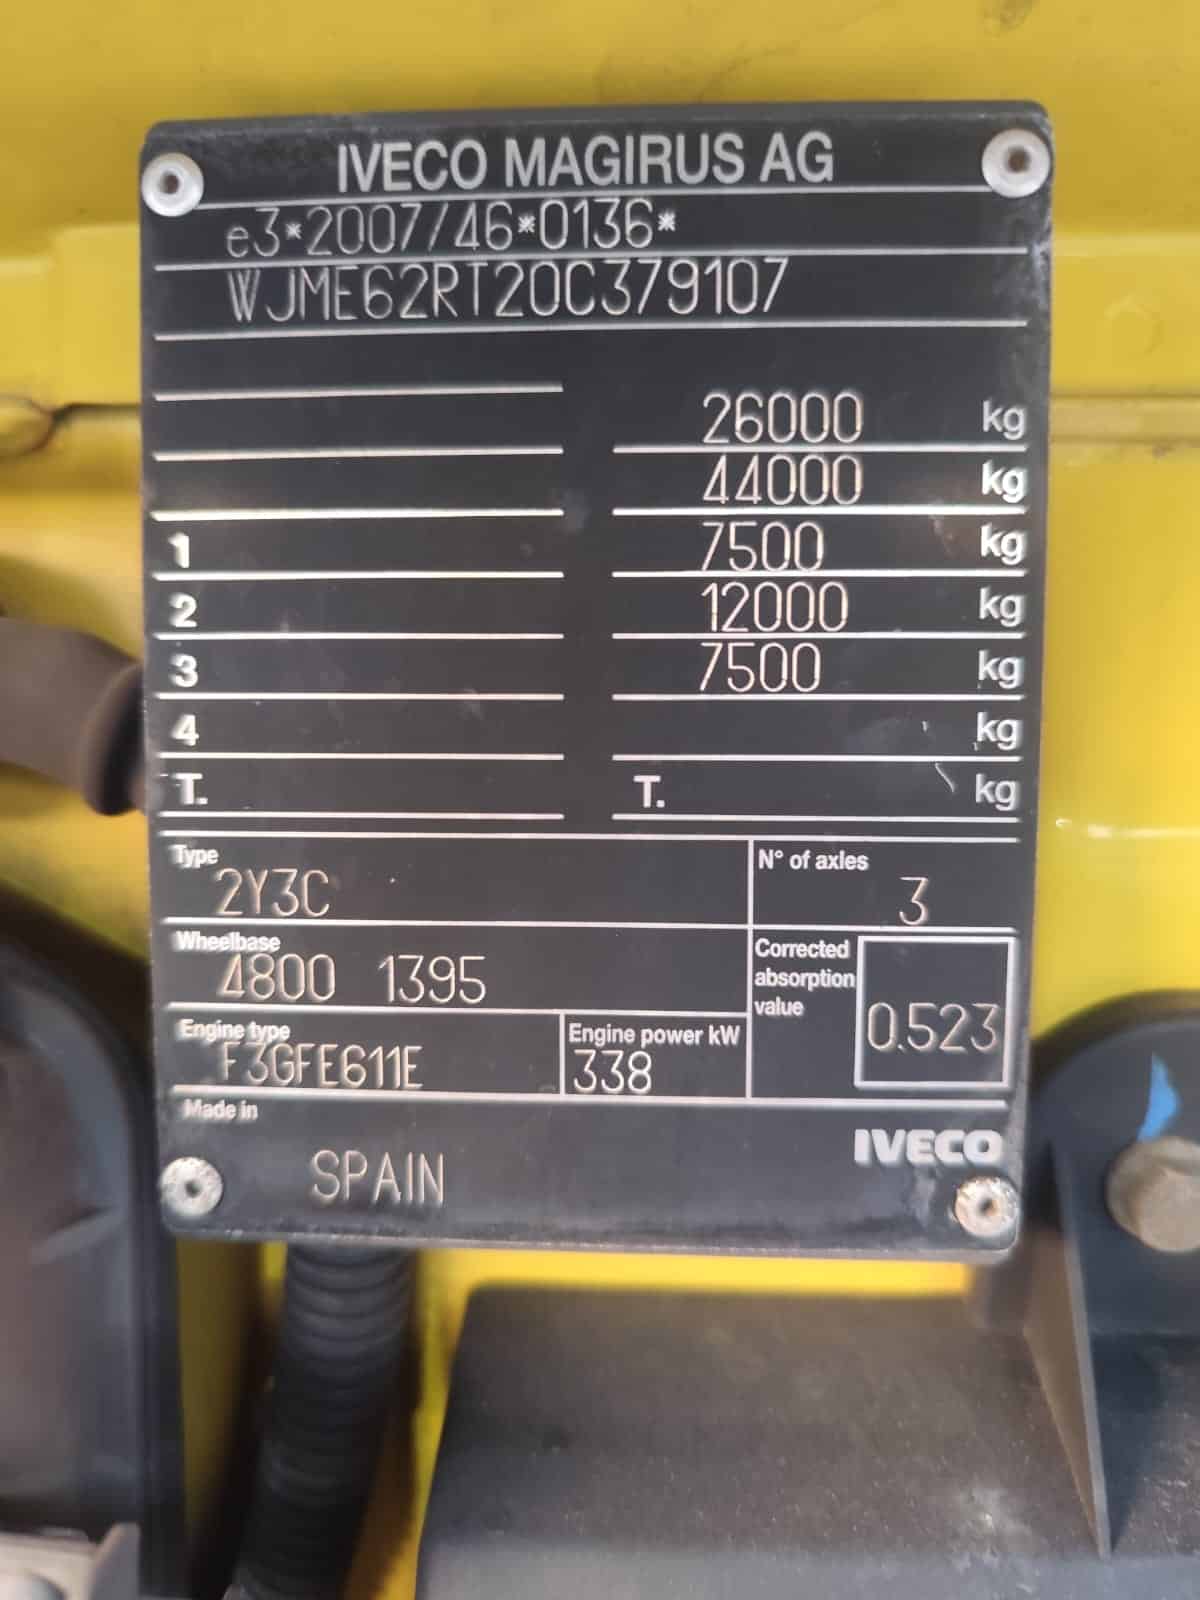 IVECO MAGIRUS AG
e3*2007/46*0136*
WJME62RT20C379107
26000 kg
44000 kg
1 7500 kg
2 12000 kg
3 7500 kg
4 kg
T. T. kg
Type
2Y3C
N° of axles
3
Wheelbase
4800 1395
Corrected
absorption
value
0.523
Engine type
F3GFE611E
Engine power kW
338
Made in
SPAIN
IVECO